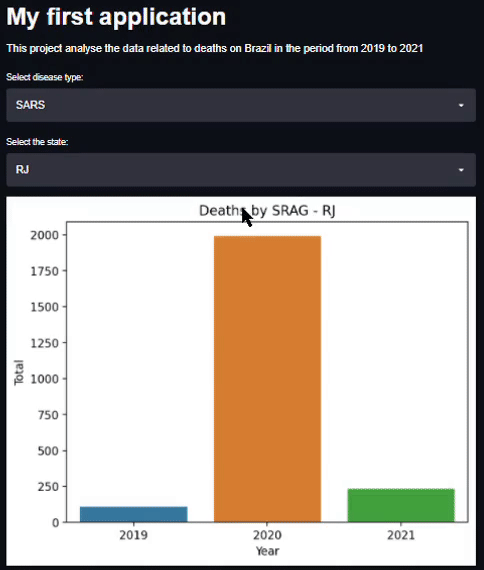 My first application
This project analyse the data related to deaths on Brazil in the period from 2019 to 2021
Select disease type:
SARS
Select the state:
RJ
Deaths by SRAG - RJ
2000
1750
1500
1250
1000
750
500
250
0
Total
2019 2020 2021
Year